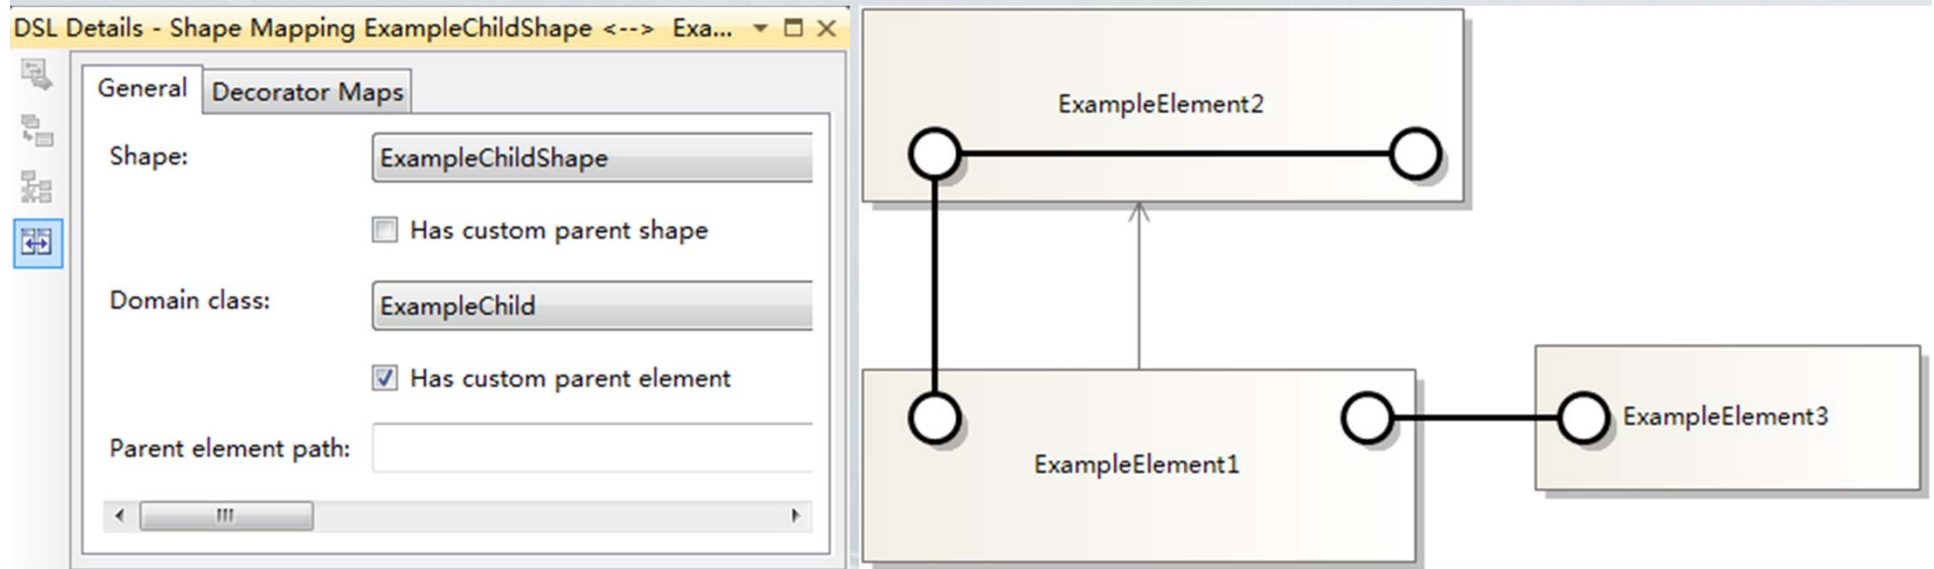 DSL Details - Shape Mapping ExampleChildShape <--> Exa...
General
Decorator Maps
Shape:
ExampleChildShape
Has custom parent shape
Domain class:
ExampleChild
Has custom parent element
Parent element path:
ExampleElement2
ExampleElement1
ExampleElement3